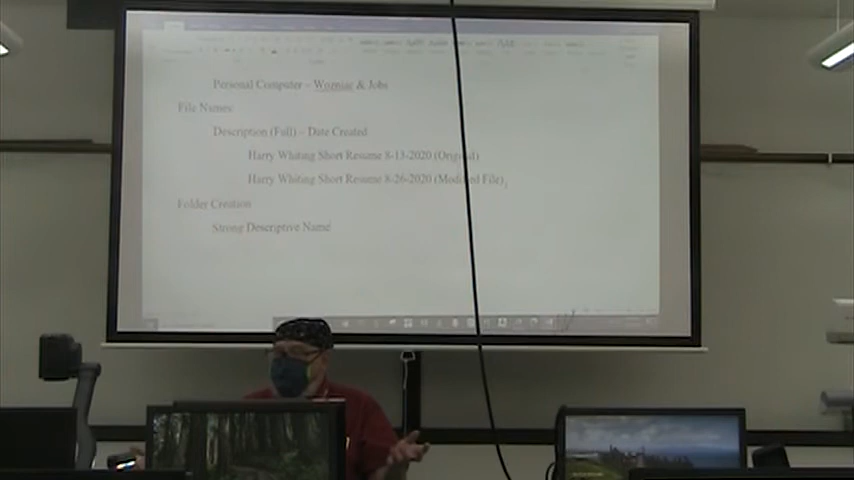 Personal Computer – Wozniac & Jobs
File Names:
Description (Full) – Date Created
Harry Whiting Short Resume 8-13-2020 (Original)
Harry Whiting Short Resume 8-26-2020 (Modified File)
Folder Creation
Strong Descriptive Name